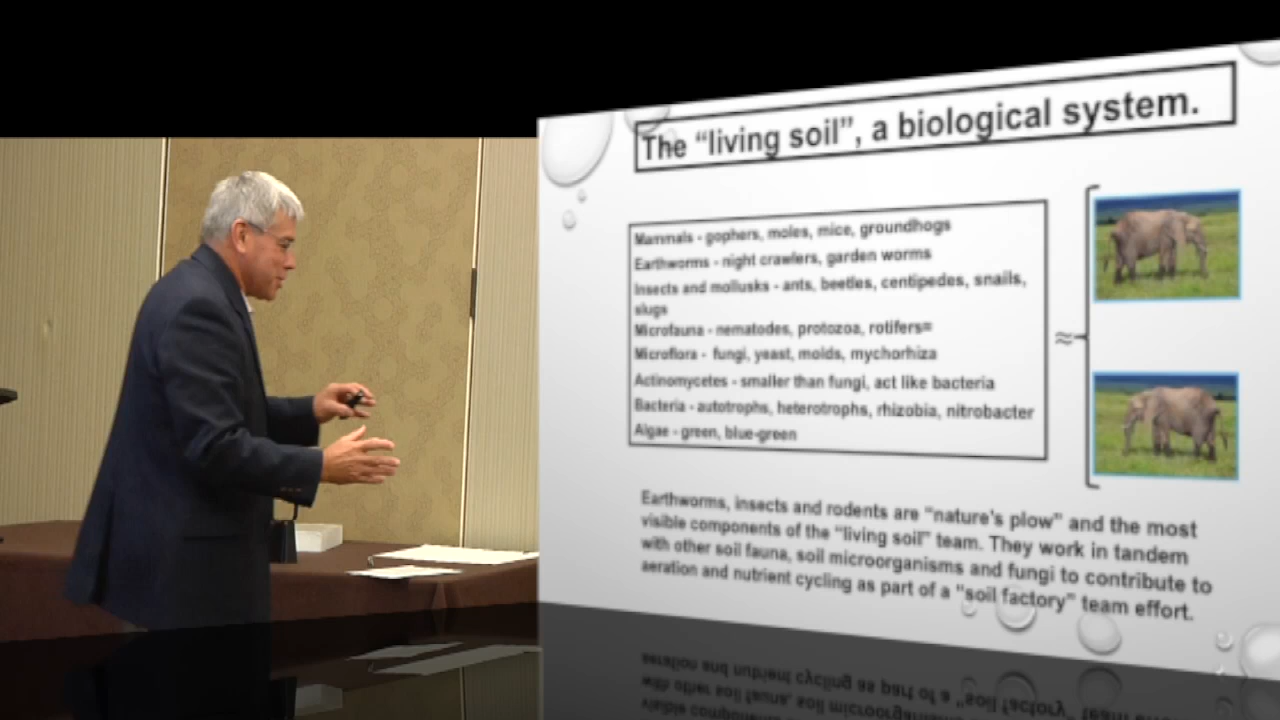 The “living soil”, a biological system.
Mammals - gophers, moles, mice, groundhogs
Earthworms - night crawlers, garden worms
Insects and mollusks - ants, beetles, centipedes, snails,
slugs
Microfauna - nematodes, protozoa, rotifers=
Microflora - fungi, yeast, molds, mychorhiza
Actinomycetes - smaller than fungi, act like bacteria
Bacteria - autotrophs, heterotrophs, rhizobia, nitrobacter
Algae - green, blue-green
≈
Earthworms, insects and rodents are “nature's plow” and the most
visible components of the “living soil” team. They work in tandem
with other soil fauna, soil microorganisms and fungi to contribute to
aeration and nutrient cycling as part of a “soil factory” team effort.